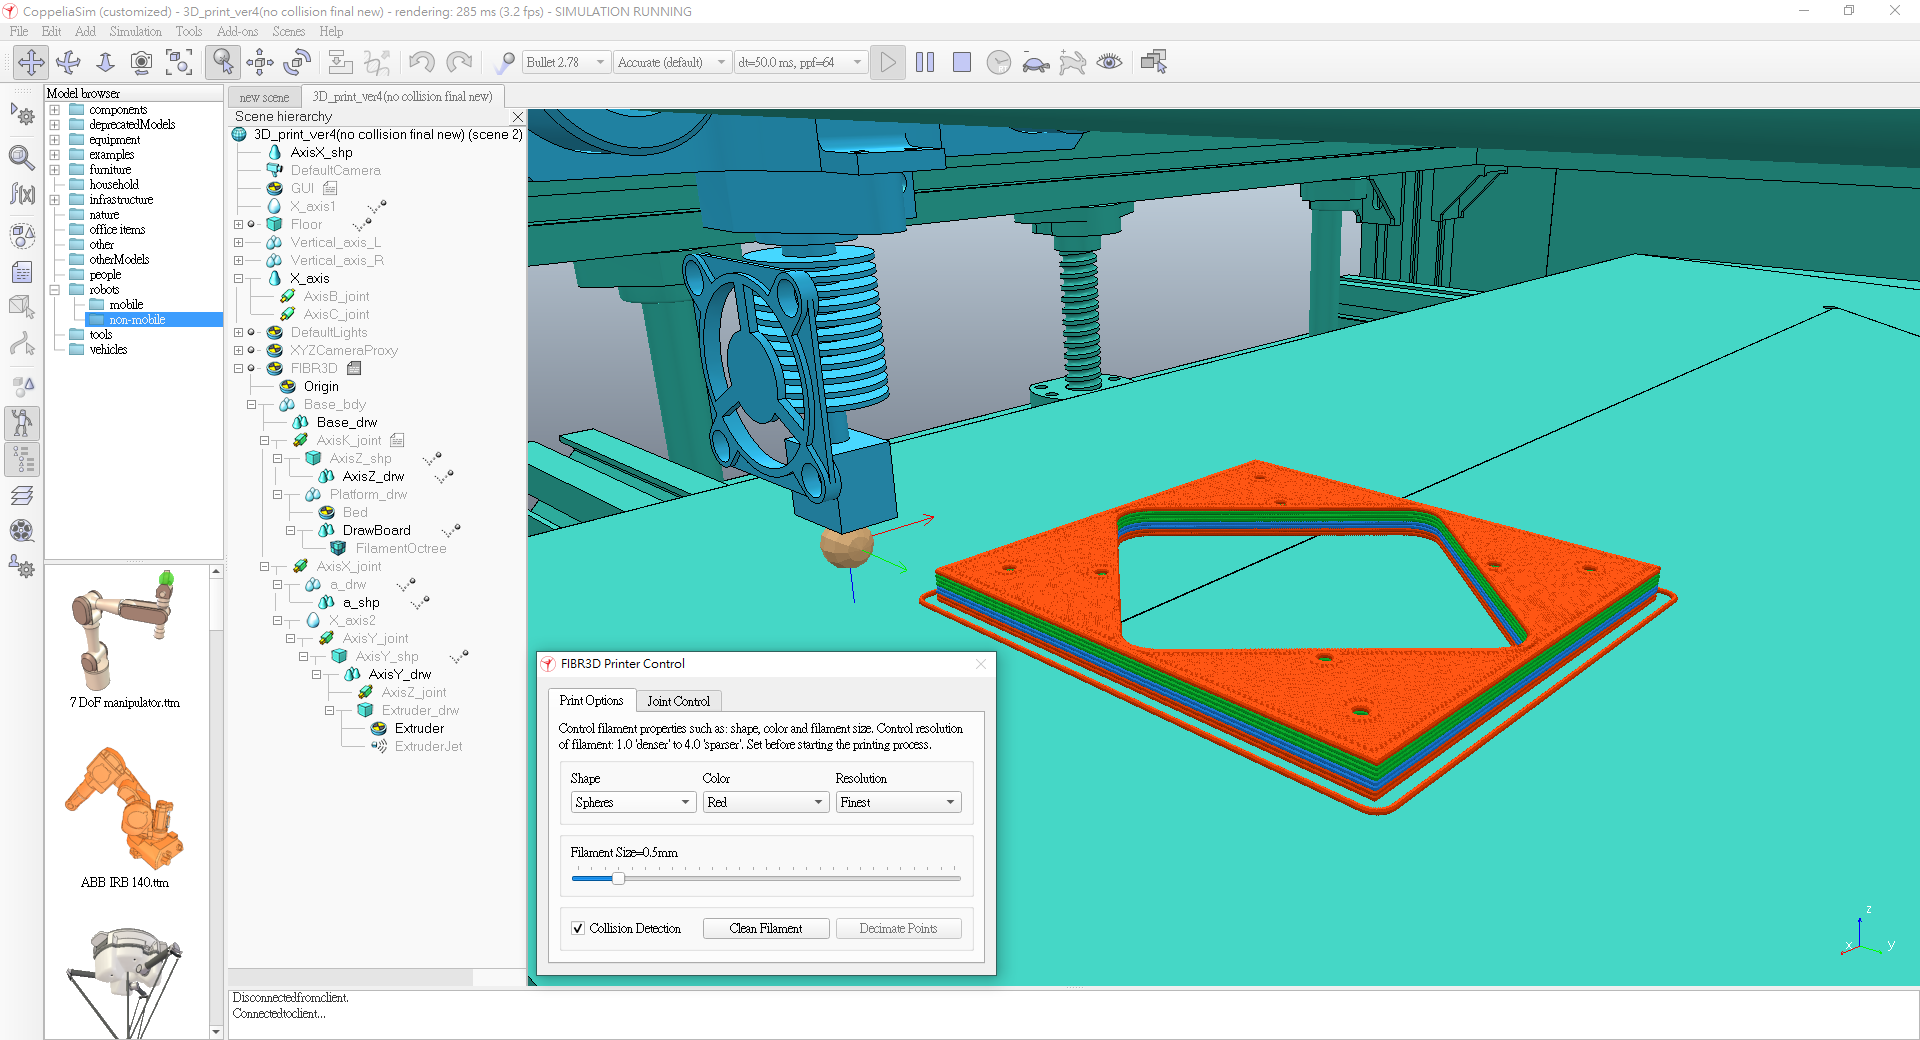 CoppeliaSim (customized) - 3D_print_ver4(no collision final new) - rendering: 285 ms (3.2 fps) - SIMULATION RUNNING
File Edit Add Simulation Tools Add-ons Scenes Help
Bullet 2.78 Accurate (default) dt=50.0 ms, ppf=64
Model browser
components
deprecatedModels
equipment
examples
furniture
household
infrastructure
nature
office items
other
otherModels
people
robots
mobile
non-mobile
tools
vehicles
7 DoF manipulator.ttm
ABB IRB 140.ttm
new scene 3D_print_ver4(no collision final new)
Scene hierarchy
3D_print_ver4(no collision final new) (scene 2)
AxisX_shp
DefaultCamera
GUI
X_axis1
Floor
Vertical_axis_L
Vertical_axis_R
X_axis
AxisB_joint
AxisC_joint
DefaultLights
XYZCameraProxy
FIBR3D
Origin
Base_bdy
Base_drw
AxisK_joint
AxisZ_shp
AxisZ_drw
Platform_drw
Bed
DrawBoard
FilamentOctree
AxisX_joint
a_drw
a_shp
X_axis2
AxisY_joint
AxisY_shp
AxisY_drw
AxisZ_joint
Extruder_drw
Extruder
ExtruderJet
FIBR3D Printer Control
Print Options Joint Control
Control filament properties such as: shape, color and filament size. Control resolution
of filament: 1.0 'denser' to 4.0 'sparser'. Set before starting the printing process.
Shape Color Resolution
Spheres Red Finest
Filament Size=0.5mm
Collision Detection Clean Filament Decimate Points
z
x y
Disconnectedfromclient.
Connectedtoclient...